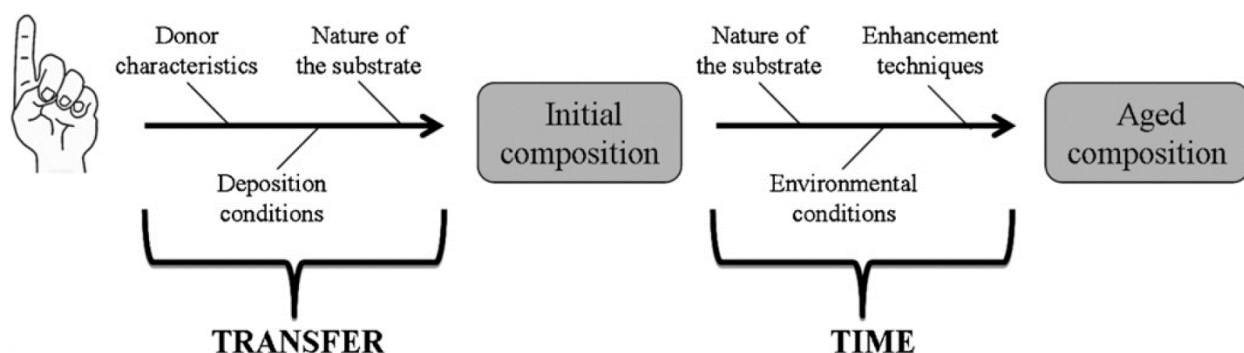 Donor
characteristics
Nature of
the substrate
Deposition
conditions
TRANSFER
Initial
composition
Nature of
the substrate
Enhancement
techniques
Environmental
conditions
TIME
Aged
composition